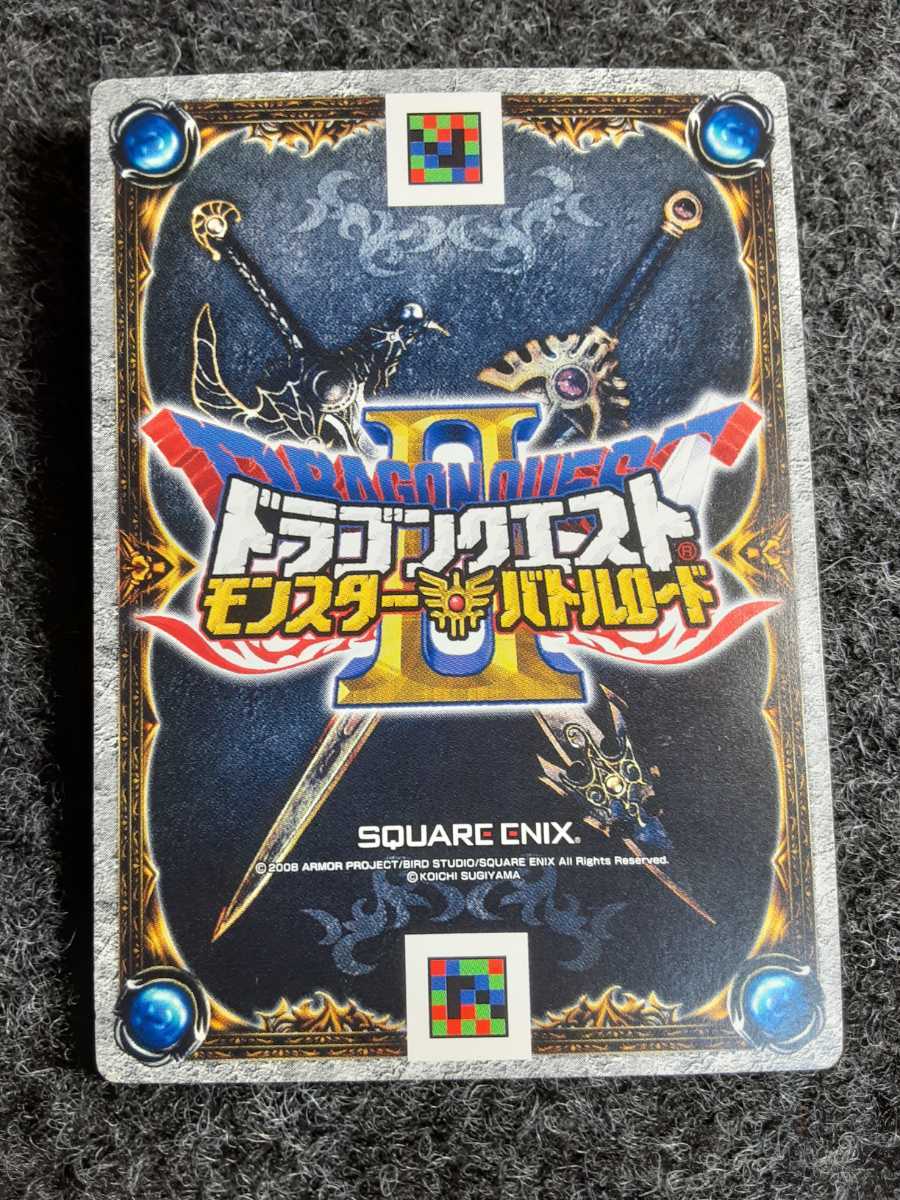 DRAGON QUEST
II
ドラゴンクエスト®
モンスターバトルロード
SQUARE ENIX®
©2008 ARMOR PROJECT/BIRD STUDIO/SQUARE ENIX All Rights Reserved.
©KOICHI SUGIYAMA